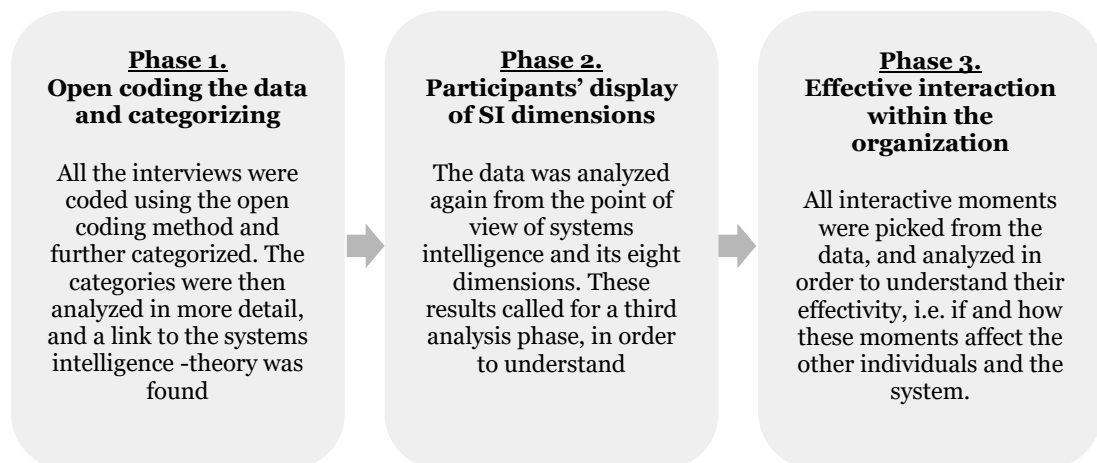 Phase 1.
Open coding the data
and categorizing
All the interviews were
coded using the open
coding method and
further categorized. The
categories were then
analyzed in more detail,
and a link to the systems
intelligence -theory was
found
Phase 2.
Participants’ display
of SI dimensions
The data was analyzed
again from the point of
view of systems
intelligence and its eight
dimensions. These
results called for a third
analysis phase, in order
to understand
Phase 3.
Effective interaction
within the
organization
All interactive moments
were picked from the
data, and analyzed in
order to understand their
effectivity, i.e. if and how
these moments affect the
other individuals and the
system.